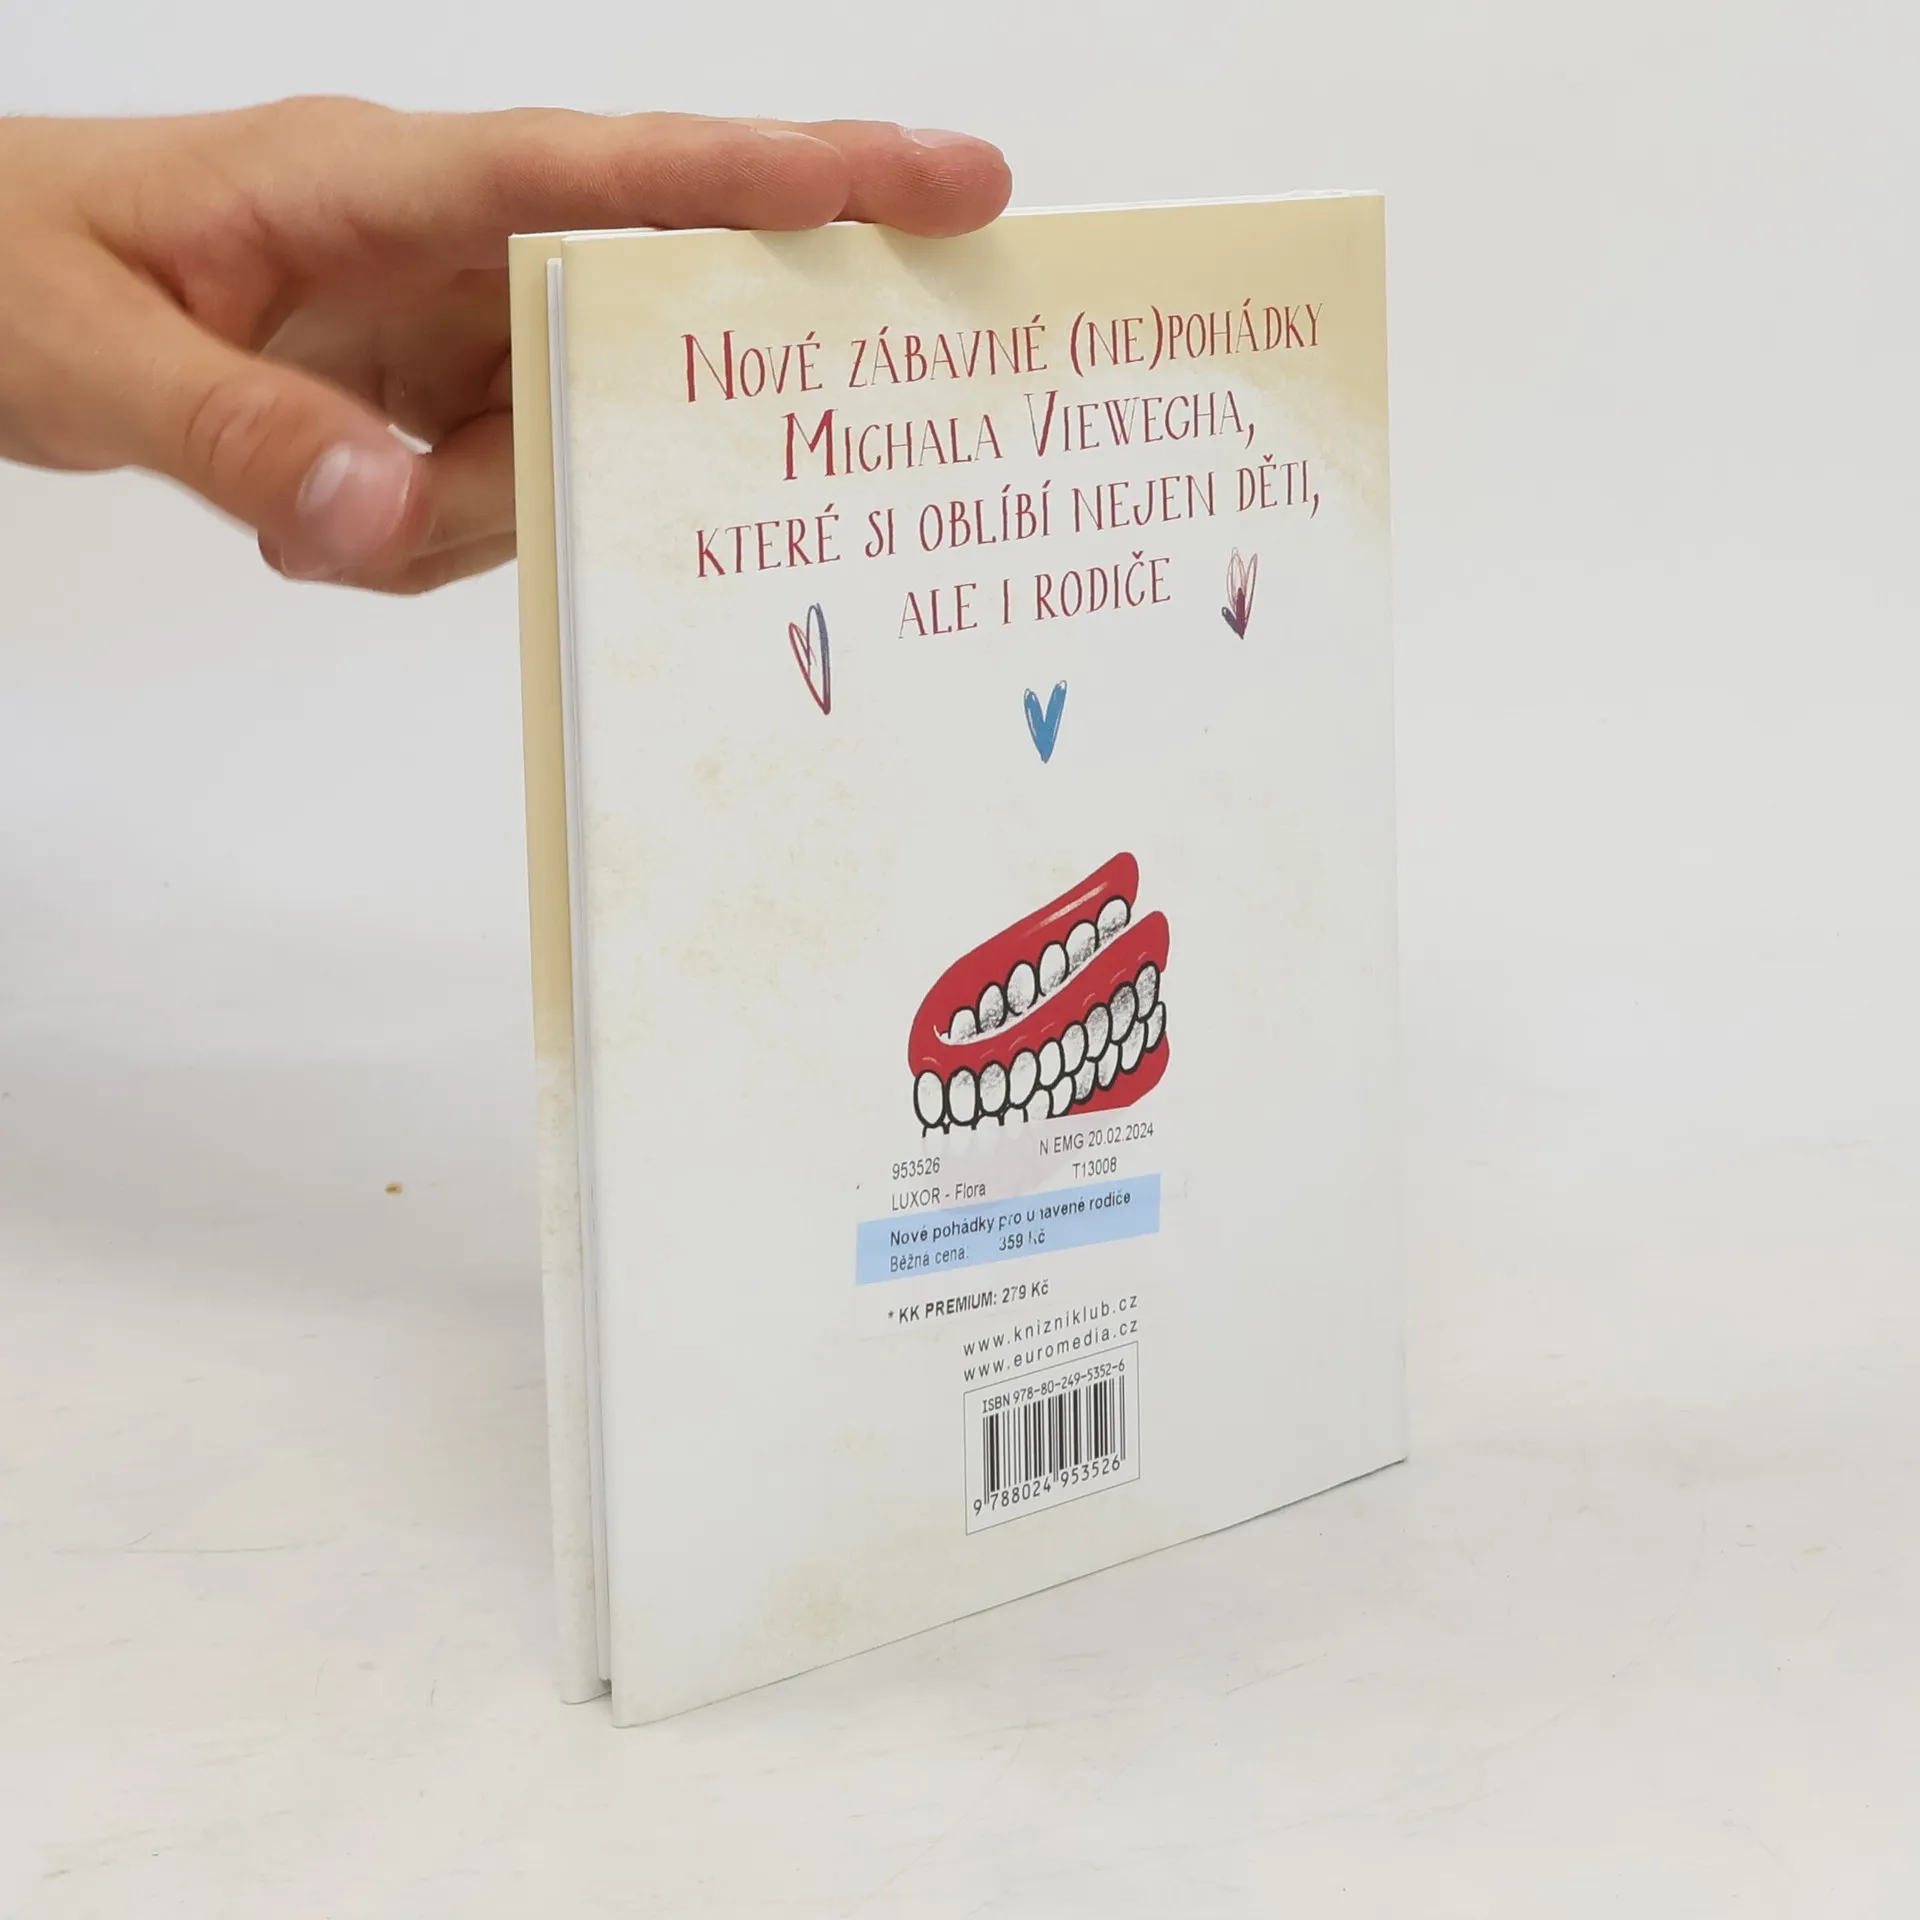 Nové zábavné (ne)pohádky
Michala Viewegha,
které si oblíbí nejen děti,
ale i rodiče
953526 N EMG 20.02.2024
LUXOR - Flora T13008
Nové pohádky pro unavené rodiče
Běžná cena: 359 Kč
* KK PREMIUM: 279 Kč
www.knizniklub.cz
www.euromedia.cz
ISBN 978-80-249-5352-6
9 788024 953526